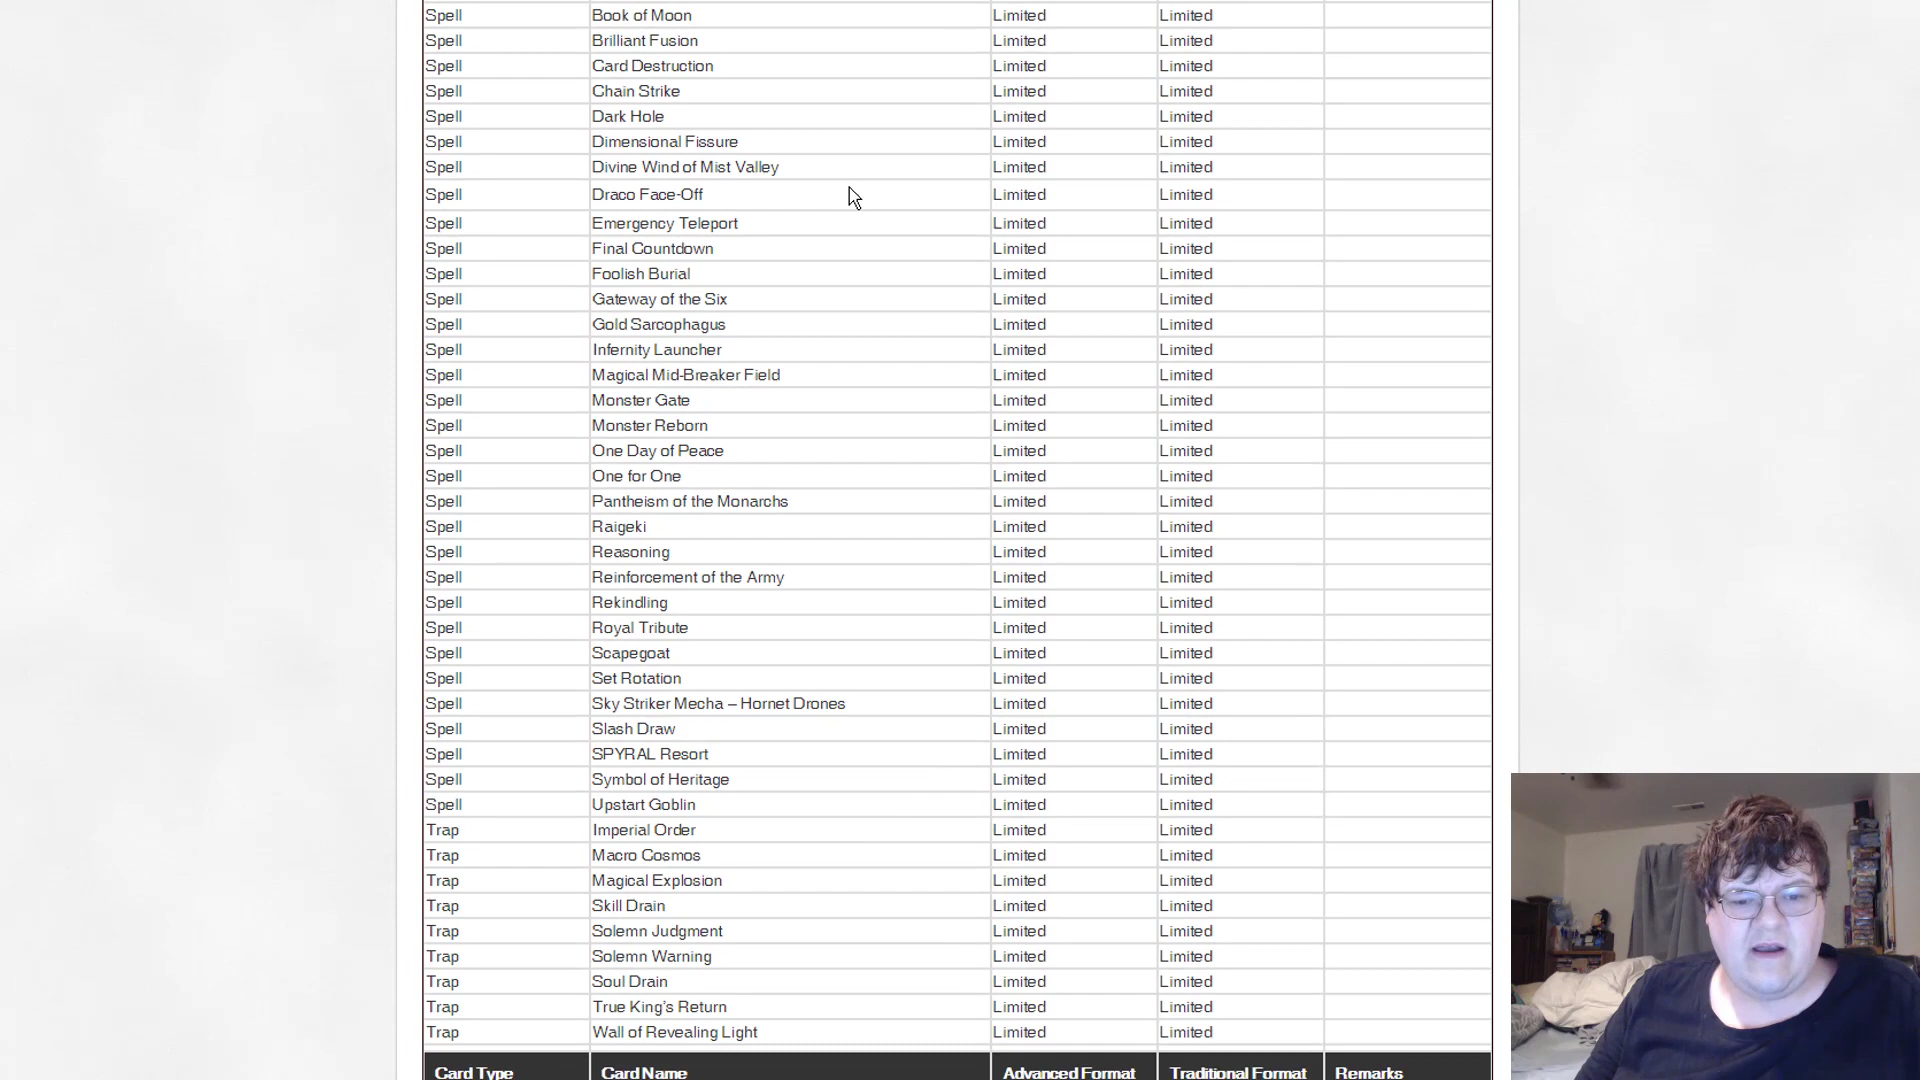 Spell Book of Moon Limited Limited
Spell Brilliant Fusion Limited Limited
Spell Card Destruction Limited Limited
Spell Chain Strike Limited Limited
Spell Dark Hole Limited Limited
Spell Dimensional Fissure Limited Limited
Spell Divine Wind of Mist Valley Limited Limited
Spell Draco Face-Off Limited Limited
Spell Emergency Teleport Limited Limited
Spell Final Countdown Limited Limited
Spell Foolish Burial Limited Limited
Spell Gateway of the Six Limited Limited
Spell Gold Sarcophagus Limited Limited
Spell Infernity Launcher Limited Limited
Spell Magical Mid-Breaker Field Limited Limited
Spell Monster Gate Limited Limited
Spell Monster Reborn Limited Limited
Spell One Day of Peace Limited Limited
Spell One for One Limited Limited
Spell Pantheism of the Monarchs Limited Limited
Spell Raigeki Limited Limited
Spell Reasoning Limited Limited
Spell Reinforcement of the Army Limited Limited
Spell Rekindling Limited Limited
Spell Royal Tribute Limited Limited
Spell Scapegoat Limited Limited
Spell Set Rotation Limited Limited
Spell Sky Striker Mecha – Hornet Drones Limited Limited
Spell Slash Draw Limited Limited
Spell SPYRAL Resort Limited Limited
Spell Symbol of Heritage Limited Limited
Spell Upstart Goblin Limited Limited
Trap Imperial Order Limited Limited
Trap Macro Cosmos Limited Limited
Trap Magical Explosion Limited Limited
Trap Skill Drain Limited Limited
Trap Solemn Judgment Limited Limited
Trap Solemn Warning Limited Limited
Trap Soul Drain Limited Limited
Trap True King's Return Limited Limited
Trap Wall of Revealing Light Limited Limited
Card Type Card Name Advanced Format Traditional Format Remarks